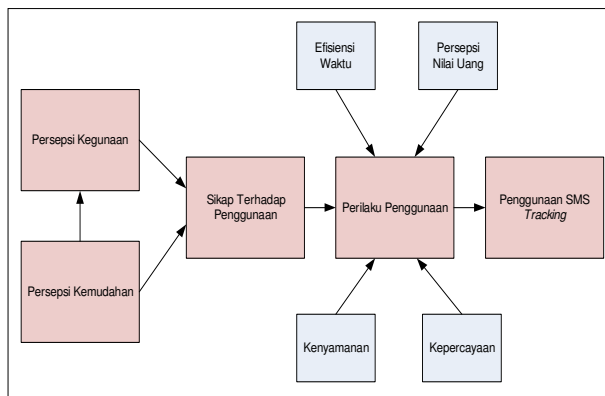 Efisiensi
Waktu
Persepsi
Nilai Uang
Persepsi Kegunaan
Sikap Terhadap
Penggunaan
Perilaku Penggunaan
Penggunaan SMS
Tracking
Persepsi Kemudahan
Kenyamanan
Kepercayaan